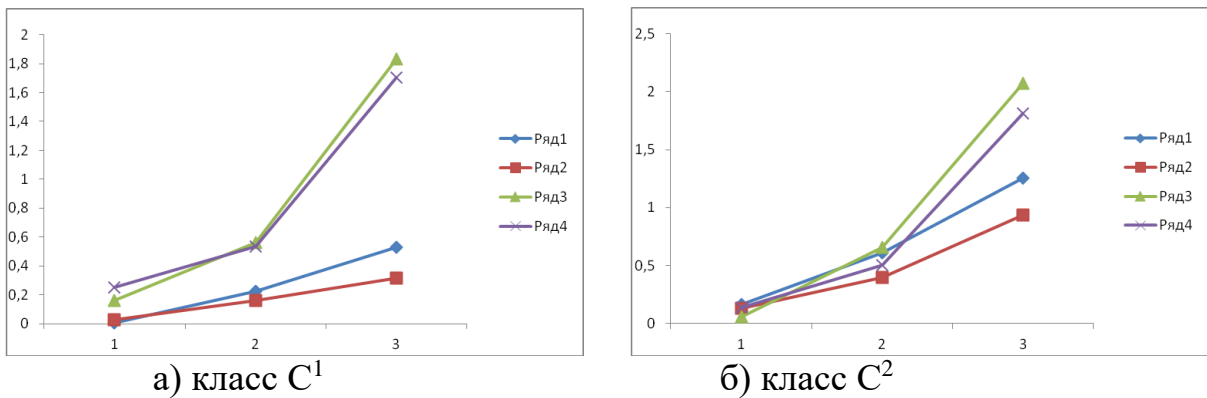 2
1,8
1,6
1,4
1,2
1
0,8
0,6
0,4
0,2
0
1 2 3
Ряд1
Ряд2
Ряд3
Ряд4
а) класс С¹
2,5
2
1,5
1
0,5
0
1 2 3
Ряд1
Ряд2
Ряд3
Ряд4
б) класс С²